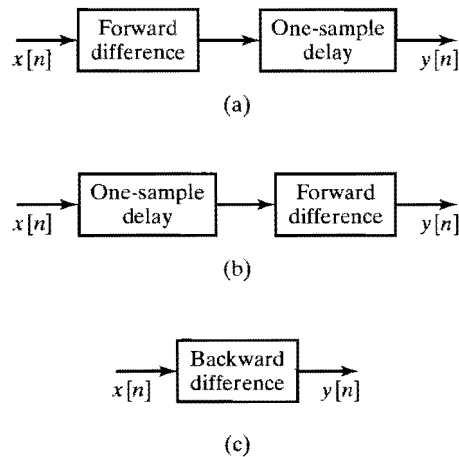 Forward difference
One-sample delay
x[n]
y[n]
(a)
One-sample delay
Forward difference
x[n]
y[n]
(b)
Backward difference
x[n]
y[n]
(c)